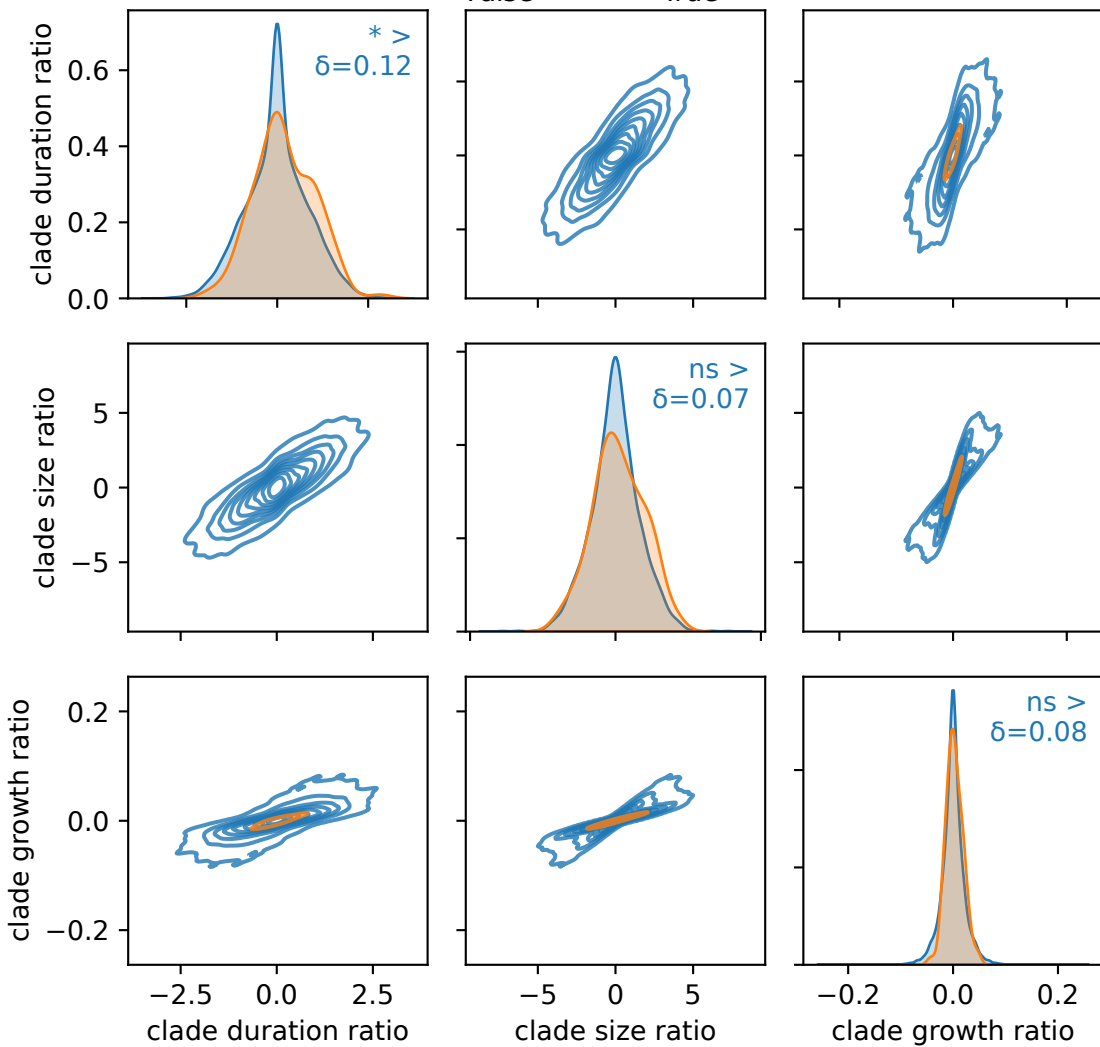 * >
δ=0.12
clade duration ratio
0.6
0.4
0.2
0.0
ns >
δ=0.07
clade size ratio
5
0
−5
ns >
δ=0.08
clade growth ratio
0.2
0.0
−0.2
−2.5 0.0 2.5 −5 0 5 −0.2 0.0 0.2
clade duration ratio clade size ratio clade growth ratio